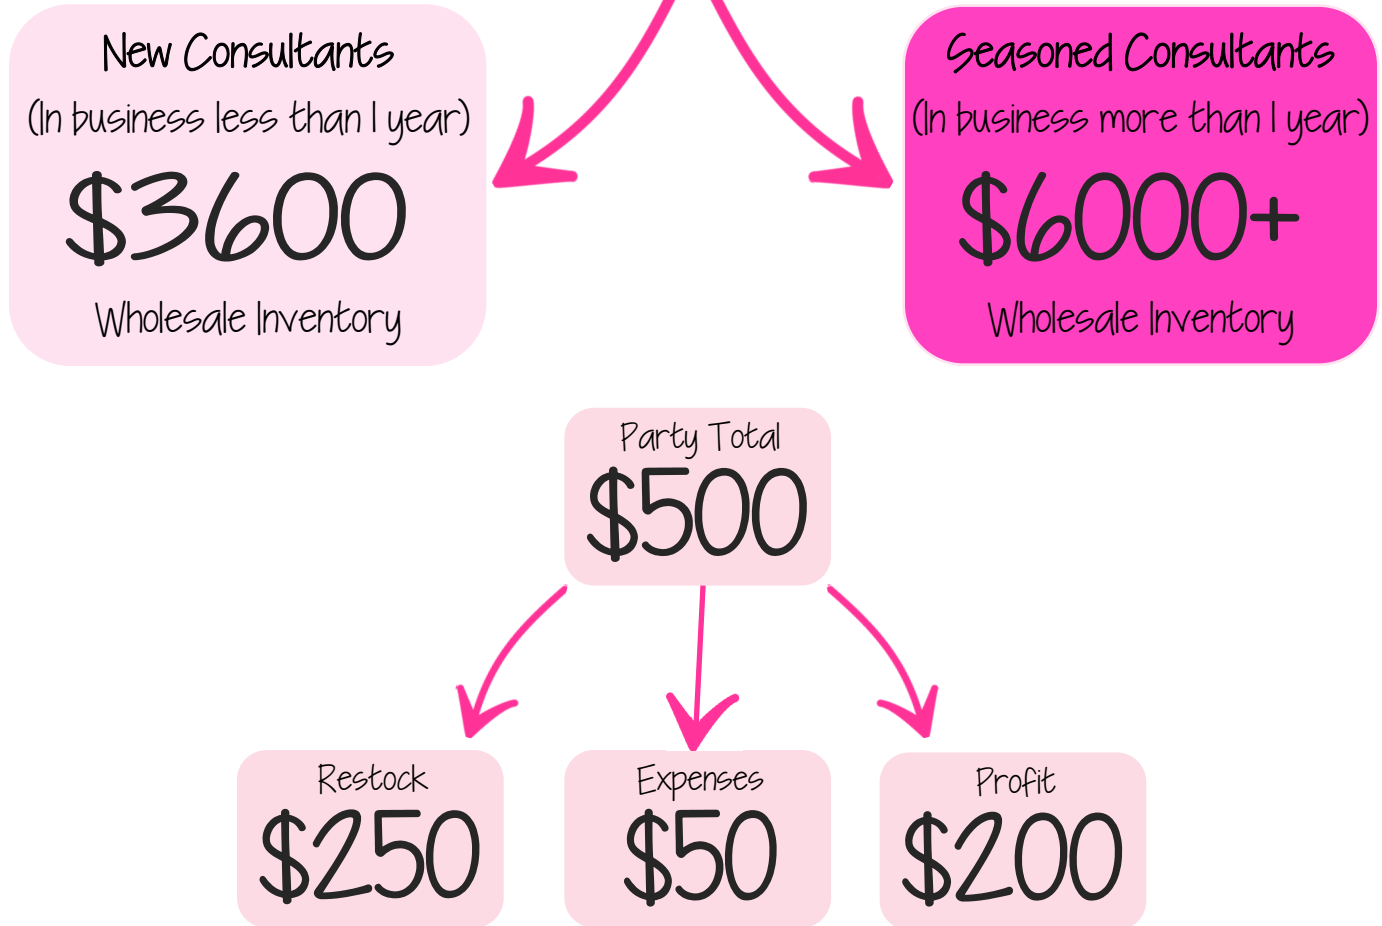 New Consultants
(In business less than 1 year)
$3600
Wholesale Inventory
Seasoned Consultants
(In business more than 1 year)
$6000+
Wholesale Inventory
Party Total
$500
Restock
$250
Expenses
$50
Profit
$200